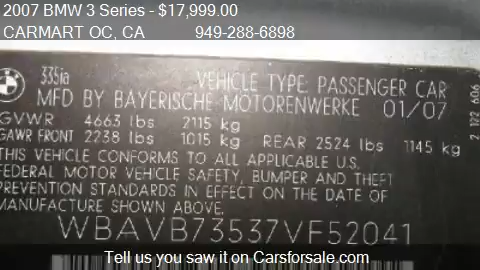 2007 BMW 3 Series - $17,999.00
CARMART OC, CA 949-288-6898
335ia VEHICLE TYPE: PASSENGER CAR
MFD BY BAYERISCHE MOTORENWERKE 01/07
GVWR 4663 lbs 2115 kg
GAWR FRONT 2238 lbs 1015 kg REAR 2524 lbs 1145 kg
THIS VEHICLE CONFORMS TO ALL APPLICABLE U.S.
FEDERAL MOTOR VEHICLE SAFETY, BUMPER AND THEFT
PREVENTION STANDARDS IN EFFECT ON THE DATE OF
MANUFACTURE SHOWN ABOVE.
WBAVB73537VF52041
2 122 606
Tell us you saw it on Carsforsale.com!